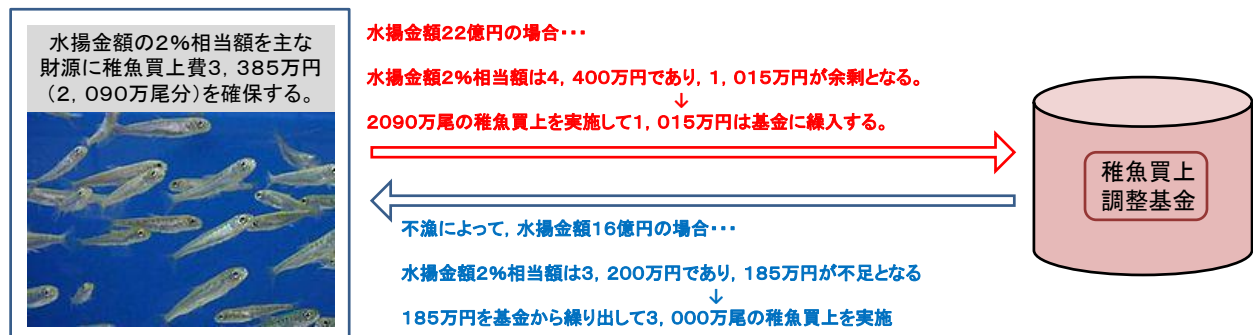 水揚金額の2%相当額を主な
財源に稚魚買上費3,385万円
(2,090万尾分)を確保する。
水揚金額22億円の場合･･･
水揚金額2%相当額は4,400万円であり,1,015万円が余剰となる。
↓
2090万尾の稚魚買上を実施して1,015万円は基金に繰入する。
不漁によって,水揚金額16億円の場合･･･
水揚金額2%相当額は3,200万円であり,185万円が不足となる
↓
185万円を基金から繰り出して3,000万尾の稚魚買上を実施
稚魚買上
調整基金